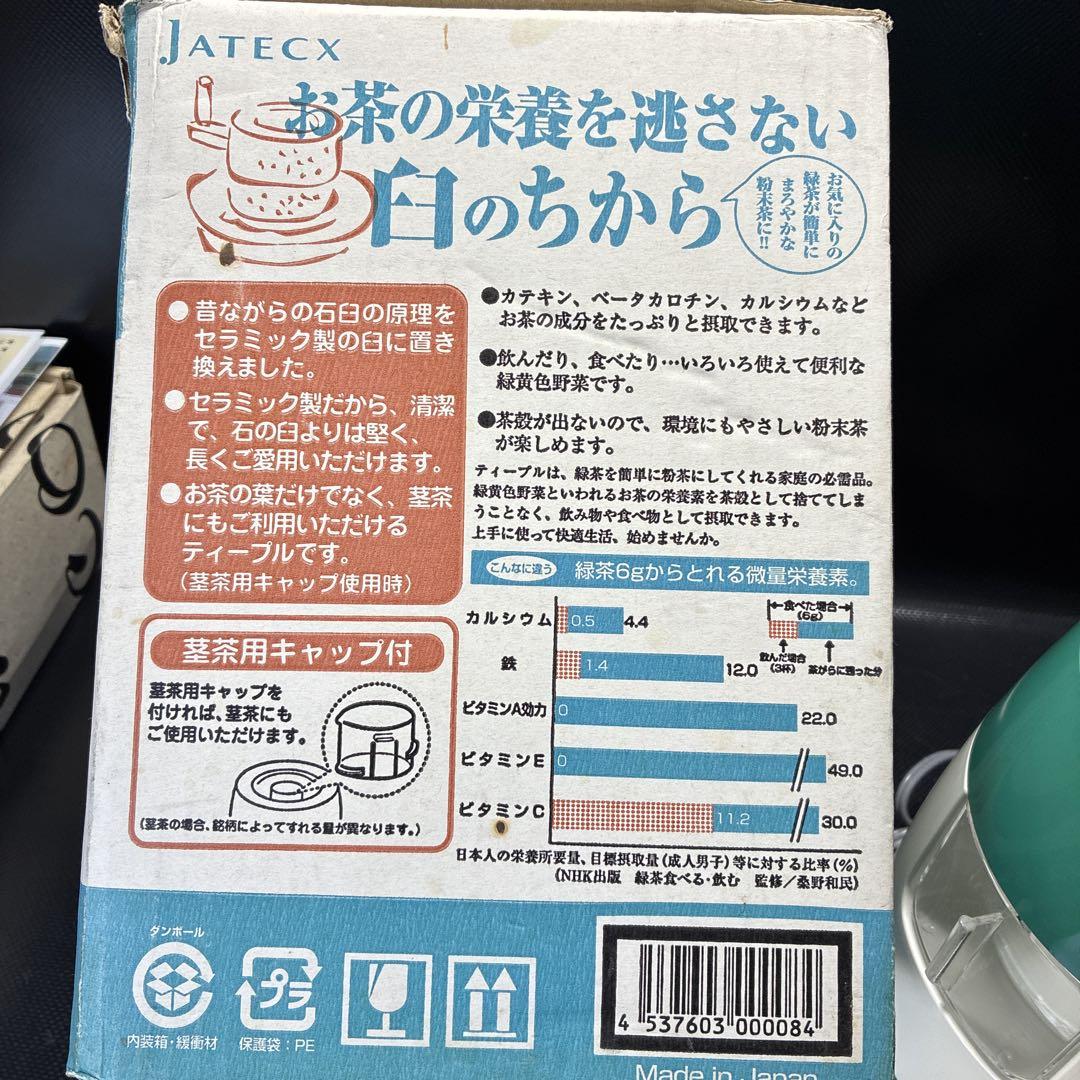 JATECX
お茶の栄養を逃さない
臼のちから
お気に入りの
緑茶が簡単に
まろやかな
粉末茶に!!
●昔ながらの石臼の原理を
セラミック製の臼に置き
換えました。
●セラミック製だから、清潔
で、石の臼よりは堅く、
長くご愛用いただけます。
●お茶の葉だけでなく、茎茶
にもご利用いただける
ティープルです。
(茎茶用キャップ使用時)
●カテキン、ベータカロチン、カルシウムなど
お茶の成分をたっぷりと摂取できます。
●飲んだり、食べたり…いろいろ使えて便利な
緑黄色野菜です。
●茶殻が出ないので、環境にもやさしい粉末茶
が楽しめます。
ティープルは、緑茶を簡単に粉茶にしてくれる家庭の必需品。
緑黄色野菜といわれるお茶の栄養素を茶殻として捨ててしま
うことなく、飲み物や食べ物として摂取できます。
上手に使って快適生活、始めませんか。
こんなに違う 緑茶6gからとれる微量栄養素。
カルシウム 0.5 4.4
鉄 1.4 12.0
ビタミンA効力 0 22.0
ビタミンE 0 49.0
ビタミンC 11.2 30.0
食べた場合
(6g)
飲んだ場合
(3杯)
茶がらに残った分
日本人の栄養所要量、目標摂取量(成人男子)等に対する比率(%)
(NHK出版 緑茶食べる・飲む 監修/桑野和民)
茎茶用キャップ付
茎茶用キャップを
付ければ、茎茶にも
ご使用いただけます。
(茎茶の場合、銘柄によってすれる量が異なります。)
ダンボール
内装箱・緩衝材
プラ
保護袋:PE
4 537603 000084
Made in Japan